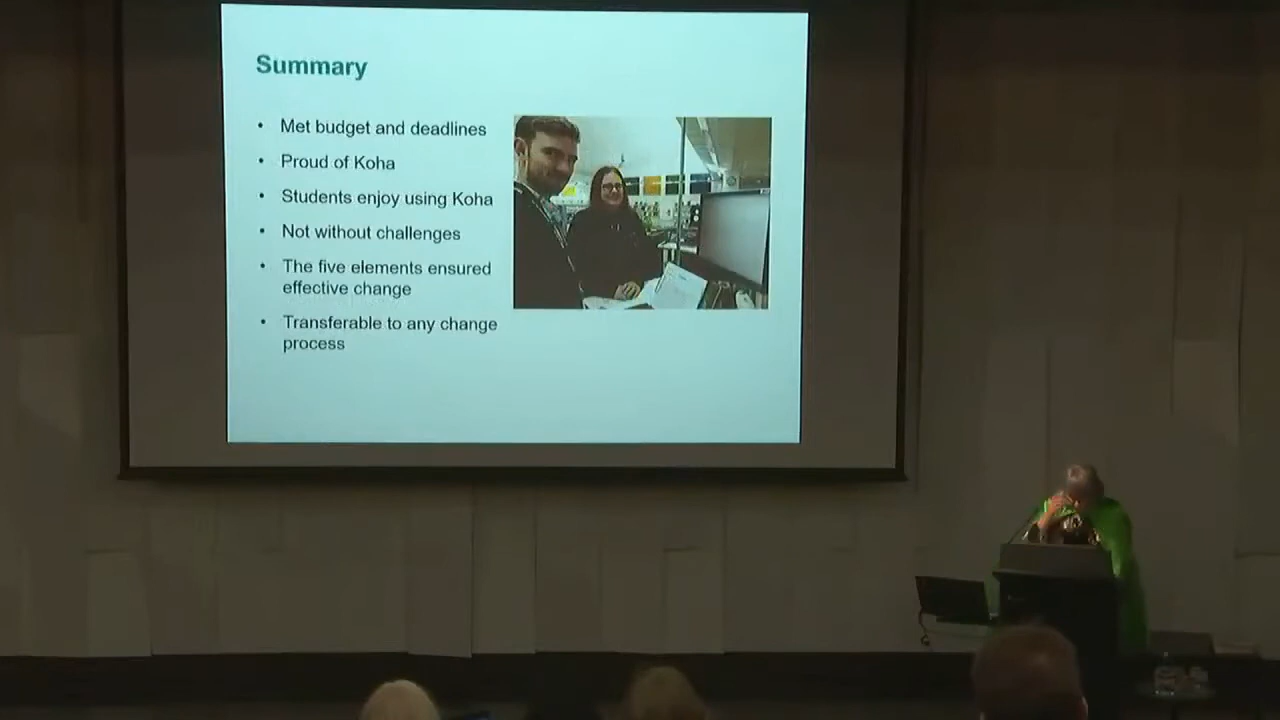 Summary
• Met budget and deadlines
• Proud of Koha
• Students enjoy using Koha
• Not without challenges
• The five elements ensured
effective change
• Transferable to any change
process